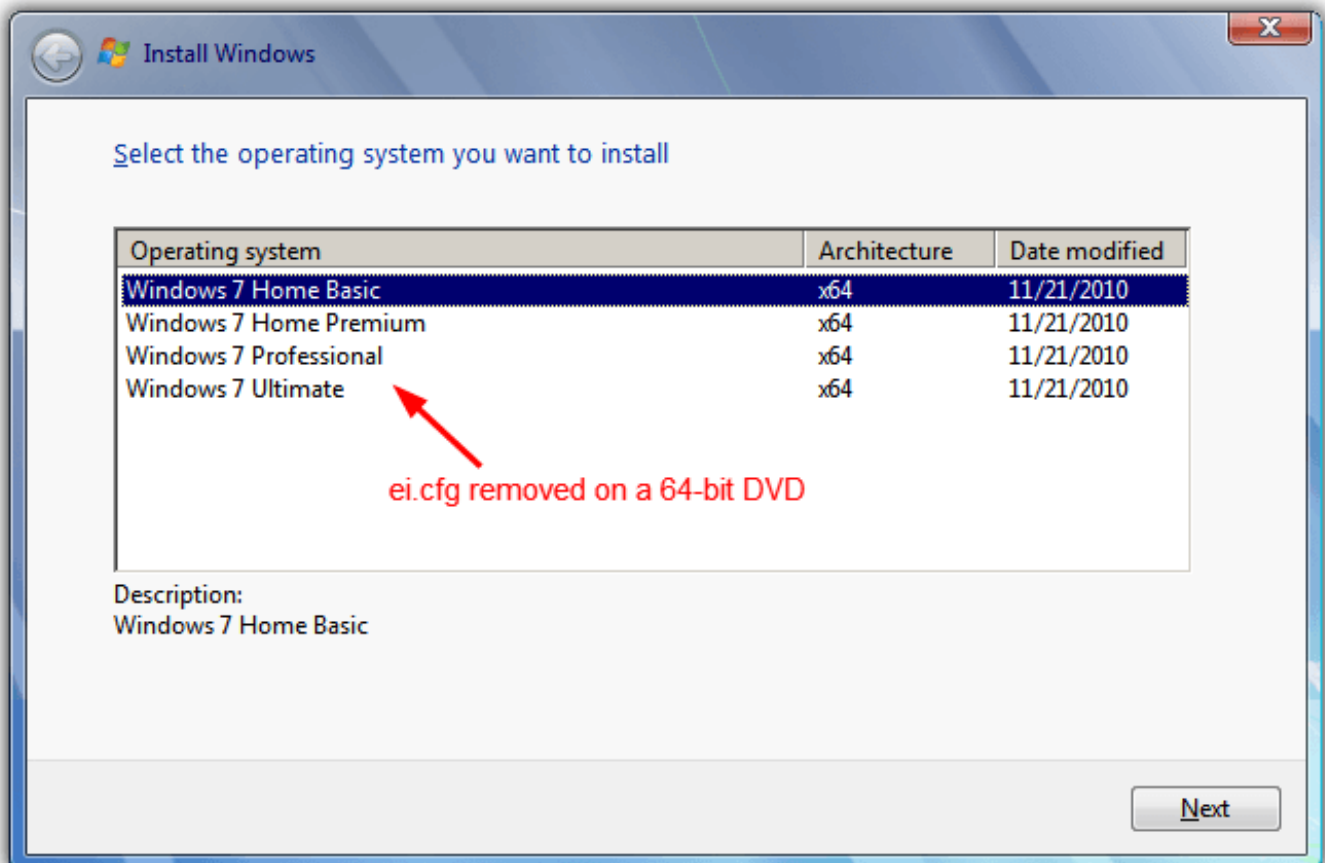 Install Windows
Select the operating system you want to install
Operating system Architecture Date modified
Windows 7 Home Basic x64 11/21/2010
Windows 7 Home Premium x64 11/21/2010
Windows 7 Professional x64 11/21/2010
Windows 7 Ultimate x64 11/21/2010
ei.cfg removed on a 64-bit DVD
Description:
Windows 7 Home Basic
Next